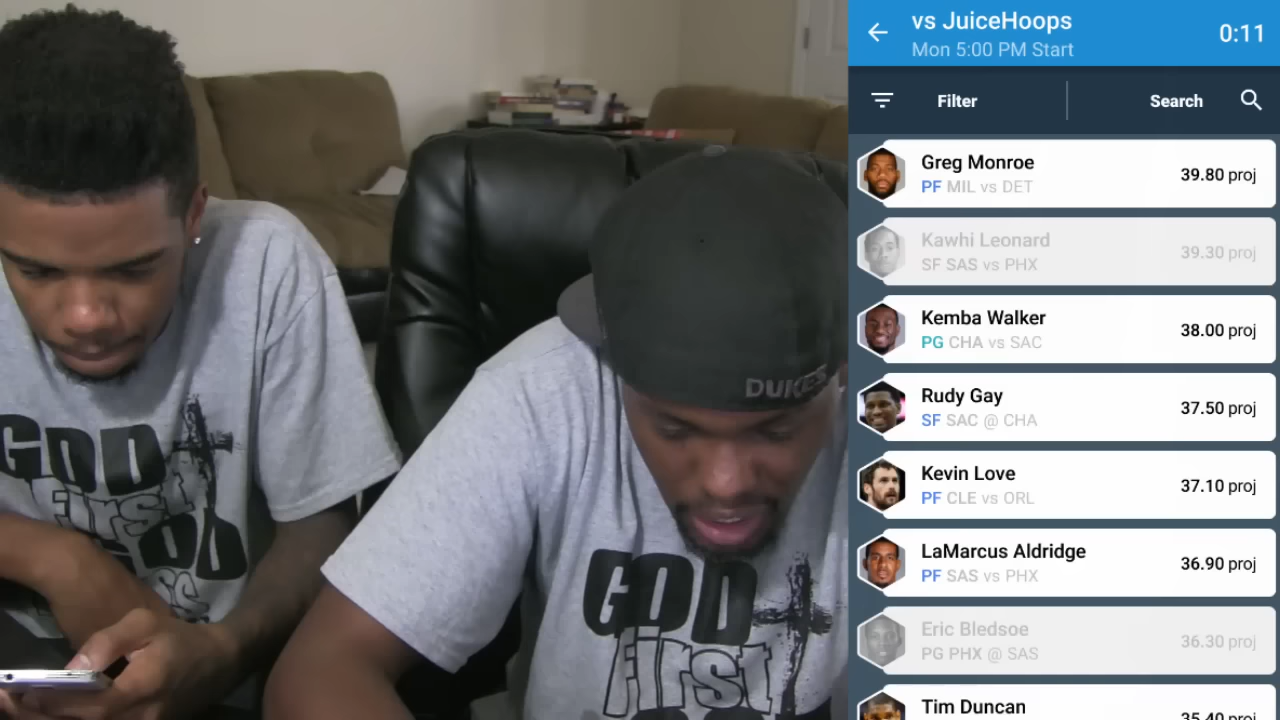 vs JuiceHoops
0:11
Mon 5:00 PM Start
Filter
Search
Greg Monroe
PF MIL vs DET
39.80 proj
Kawhi Leonard
SF SAS vs PHX
39.30 proj
Kemba Walker
PG CHA vs SAC
38.00 proj
Rudy Gay
SF SAC @ CHA
37.50 proj
Kevin Love
PF CLE vs ORL
37.10 proj
LaMarcus Aldridge
PF SAS vs PHX
36.90 proj
Eric Bledsoe
PG PHX @ SAS
36.30 proj
Tim Duncan
35.40 proj
DUKES
GOD
First
GOD
First